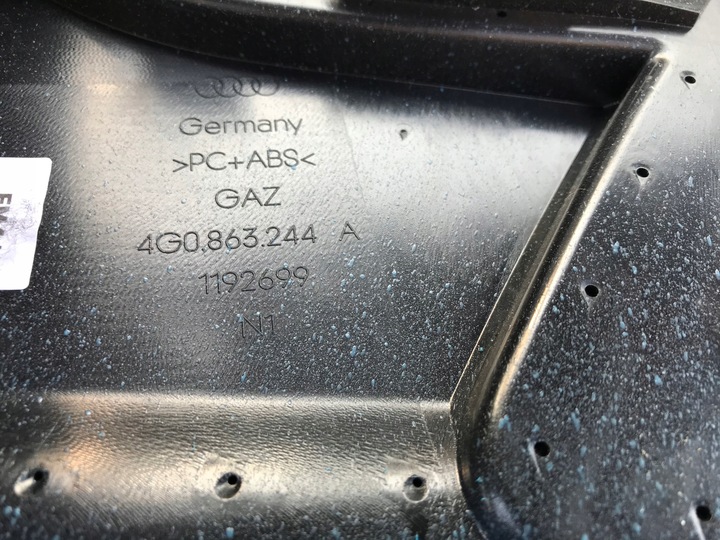 Germany
>PC+ABS<
GAZ
4G0.863.244 A
1192699
N1